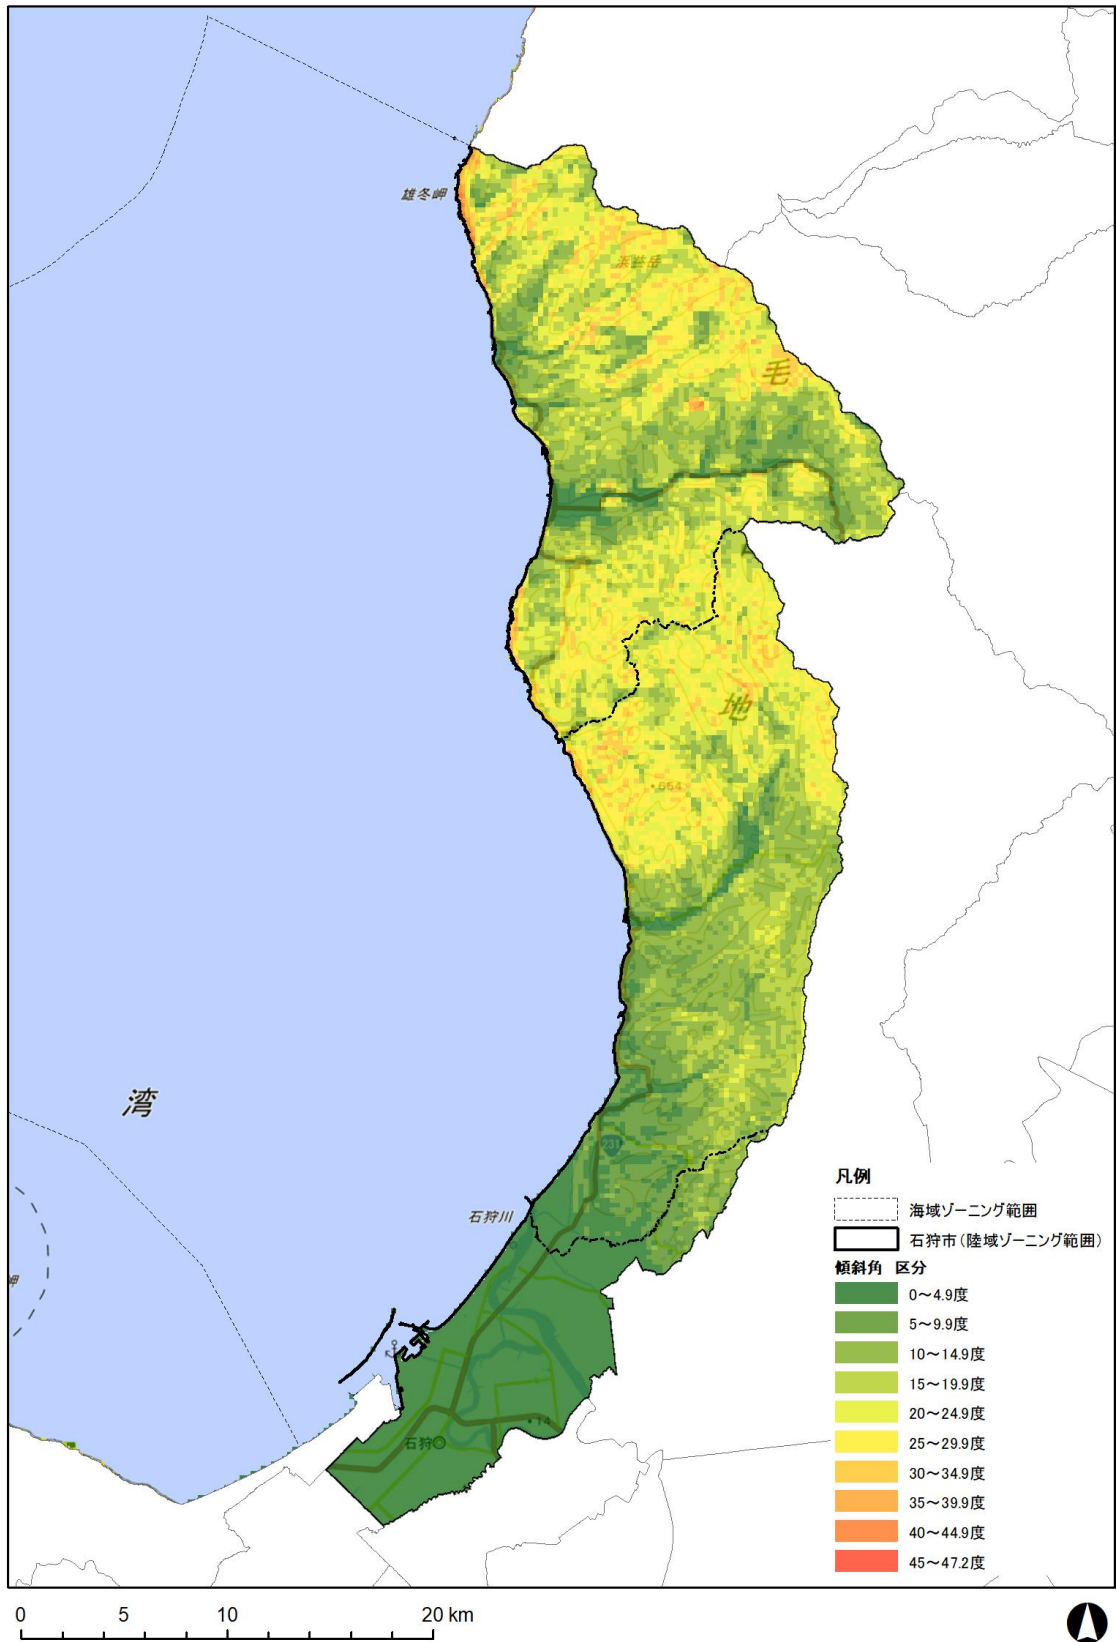 雄冬岬
浜益岳
毛
地
・664
湾
231
石狩川
岬
・14
石狩◎
凡例
海域ゾーニング範囲
石狩市(陸域ゾーニング範囲)
傾斜角 区分
0～4.9度
5～9.9度
10～14.9度
15～19.9度
20～24.9度
25～29.9度
30～34.9度
35～39.9度
40～44.9度
45～47.2度
0 5 10 20 km